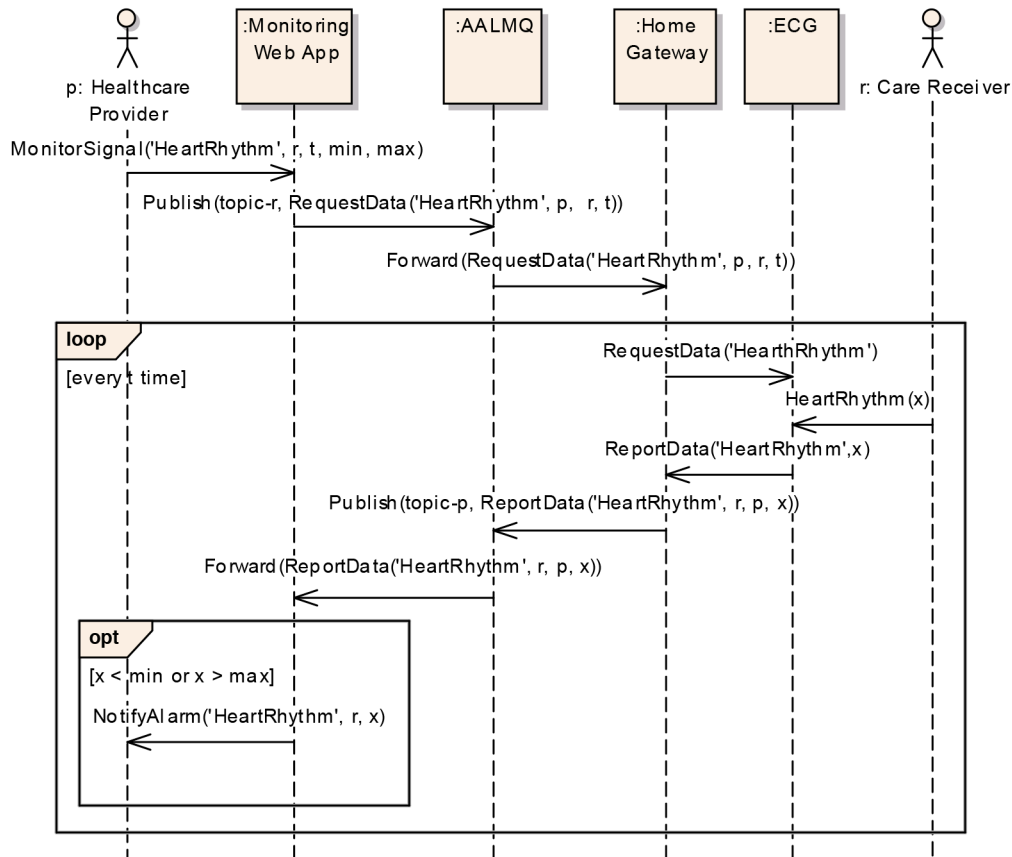 :Monitoring
Web App
:AALMQ
:Home
Gateway
:ECG
p: Healthcare
Provider
r: Care Receiver
MonitorSignal('HeartRhythm', r, t, min, max)
Publish(topic-r, RequestData('HeartRhythm', p, r, t))
Forward(RequestData('HeartRhythm', p, r, t))
loop
[every t time]
RequestData('HearthRhythm')
HeartRhythm(x)
ReportData('HeartRhythm',x)
Publish(topic-p, ReportData('HeartRhythm', r, p, x))
Forward(ReportData('HeartRhythm', r, p, x))
opt
[x < min or x > max]
NotifyAlarm('HeartRhythm', r, x)